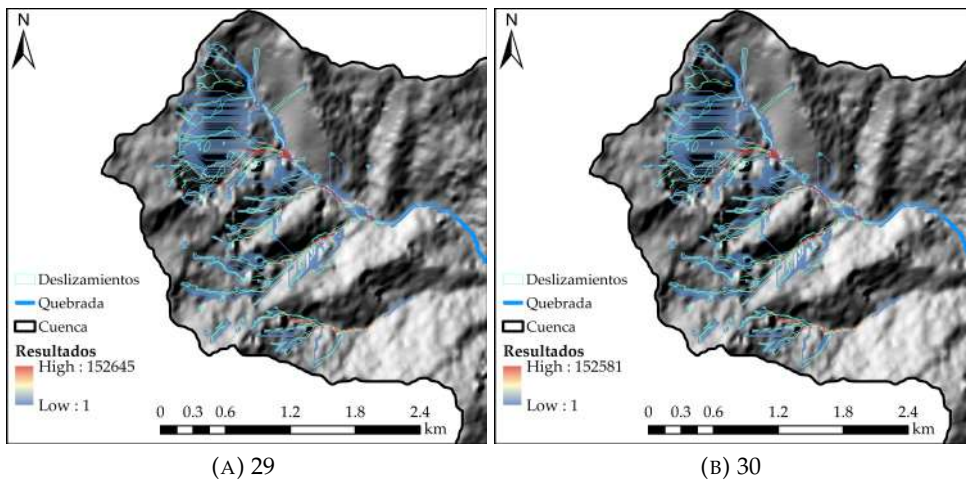 N
Deslizamientos
Quebrada
Cuenca
Resultados
High : 152645
Low : 1
0 0.3 0.6 1.2 1.8 2.4
km
(A) 29
N
Deslizamientos
Quebrada
Cuenca
Resultados
High : 152581
Low : 1
0 0.3 0.6 1.2 1.8 2.4
km
(B) 30